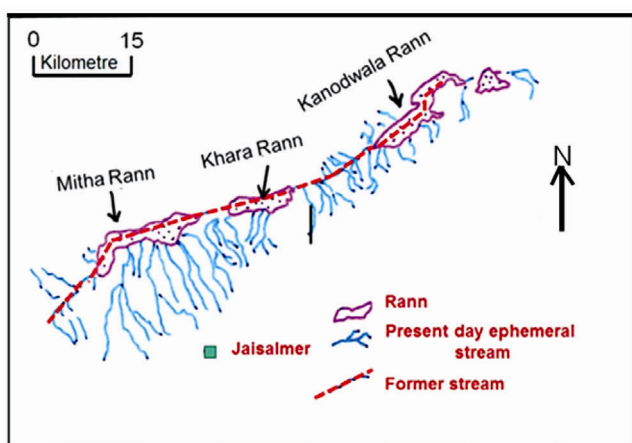 0 15
Kilometre
Kanodwala Rann
Khara Rann
Mitha Rann
N
Jaisalmer
Rann
Present day ephemeral
stream
Former stream